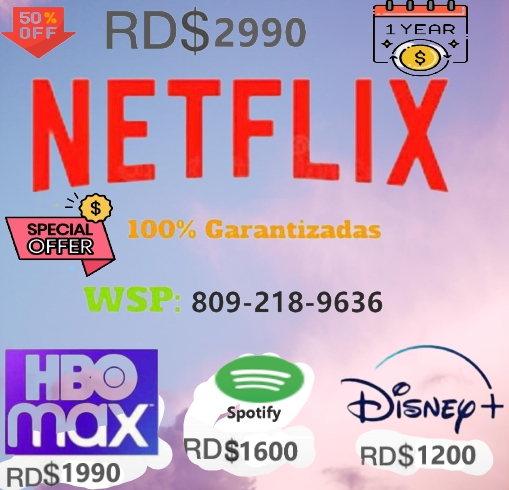 50%
OFF
RD$2990
1 YEAR
$
NETFLIX
$
SPECIAL
OFFER
100% Garantizadas
WSP: 809-218-9636
HBO
max
RD$1990
Spotify
RD$1600
Disney+
RD$1200